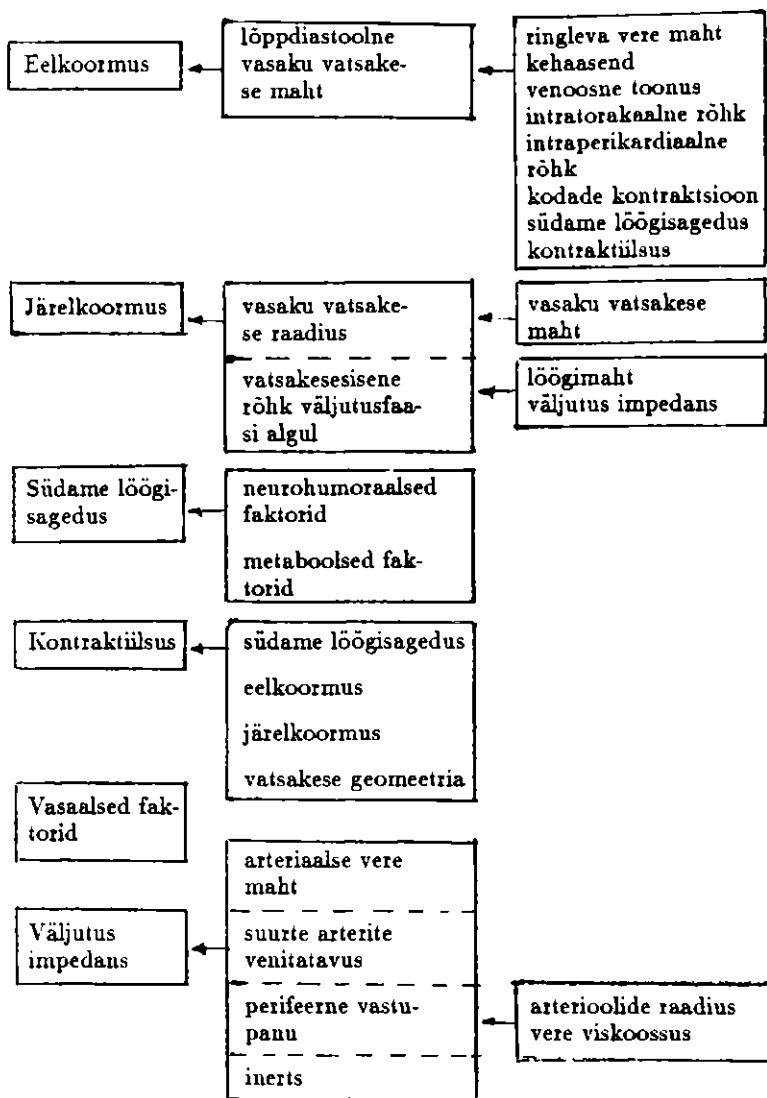 Eelkoormus
lõppdiastoolne
vasaku vatsake-
se maht
ringleva vere maht
kehaasend
venoosne toonus
intratorakaalne rõhk
intraperikardiaalne
rõhk
kodade kontraktsioon
südame löögisagedus
kontraktiilsus
Järelkoormus
vasaku vatsake-
se raadius
vatsakesesisene
rõhk väljutusfaa-
si algul
vasaku vatsakese
maht
löögimaht
väljutus impedans
Südame löögi-
sagedus
neurohumoraalsed
faktorid
metaboolsed fak-
torid
Kontraktiilsus
südame löögisagedus
eelkoormus
järelkoormus
vatsakese geomeetria
Vasaalsed fak-
torid
Väljutus
impedans
arteriaalse vere
maht
suurte arterite
venitatavus
perifeerne vastu-
panu
inerts
arterioolide raadius
vere viskoossus